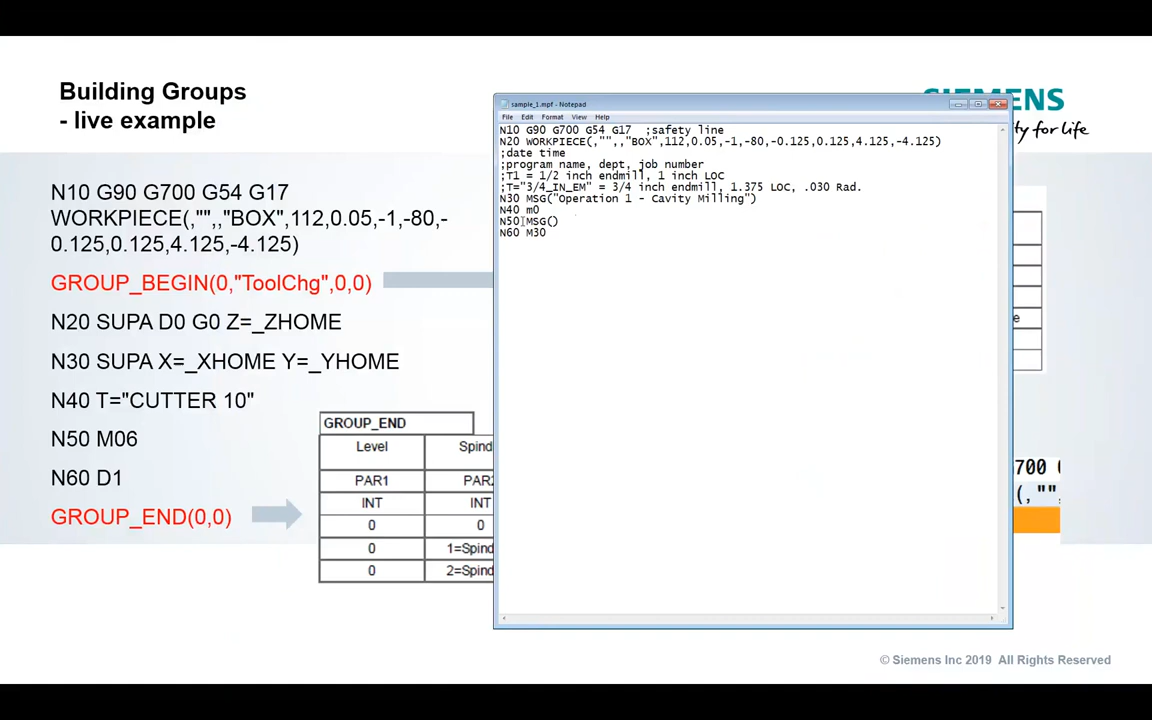 Building Groups
- live example
N10 G90 G700 G54 G17
WORKPIECE(,"",,"BOX",112,0.05,-1,-80,-
0.125,0.125,4.125,-4.125)
GROUP_BEGIN(0,"ToolChg",0,0)
N20 SUPA D0 G0 Z=_ZHOME
N30 SUPA X=_XHOME Y=_YHOME
N40 T="CUTTER 10"
N50 M06
N60 D1
GROUP_END(0,0)
GROUP_END
Level Spind
PAR1 PAR2
INT INT
0 0
0 1=Spind
0 2=Spind
sample_1.mpf - Notepad
File Edit Format View Help
N10 G90 G700 G54 G17 ;safety line
N20 WORKPIECE(,"",,"BOX",112,0.05,-1,-80,-0.125,0.125,4.125,-4.125)
;date time
;program name, dept, job number
;T1 = 1/2 inch endmill, 1 inch LOC
;T="3/4_IN_EM" = 3/4 inch endmill, 1.375 LOC, .030 Rad.
N30 MSG("Operation 1 - Cavity Milling")
N40 m0
N50 MSG()
N60 M30
SIEMENS
ty for life
e
700
(,"",
© Siemens Inc 2019 All Rights Reserved